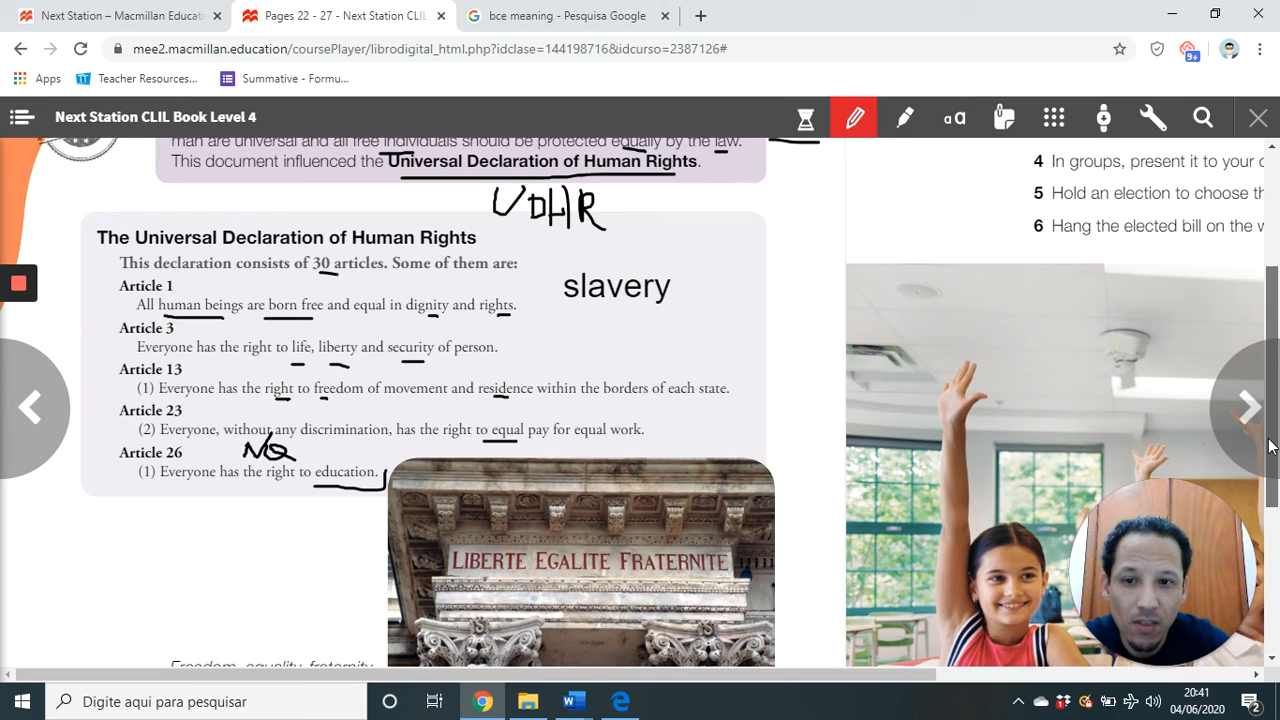 Next Station – Macmillan Educati
Pages 22 - 27 - Next Station CLIL
bce meaning - Pesquisa Google
mee2.macmillan.education/coursePlayer/librodigital_html.php?idclase=144198716&idcurso=2387126#
9+
Apps
Teacher Resources...
Summative - Formu...
Next Station CLIL Book Level 4
aa
man are universal and all free individuals should be protected equally by the law.
This document influenced the Universal Declaration of Human Rights.
UDHR
The Universal Declaration of Human Rights
This declaration consists of 30 articles. Some of them are:
slavery
Article 1
All human beings are born free and equal in dignity and rights.
Article 3
Everyone has the right to life, liberty and security of person.
Article 13
(1) Everyone has the right to freedom of movement and residence within the borders of each state.
Article 23
(2) Everyone, without any discrimination, has the right to equal pay for equal work.
NO
Article 26
(1) Everyone has the right to education.
LIBERTE EGALITE FRATERNITE
Freedom, equality, fraternity
4 In groups, present it to your c
5 Hold an election to choose th
6 Hang the elected bill on the w
Digite aqui para pesquisar
20:41
04/06/2020
2